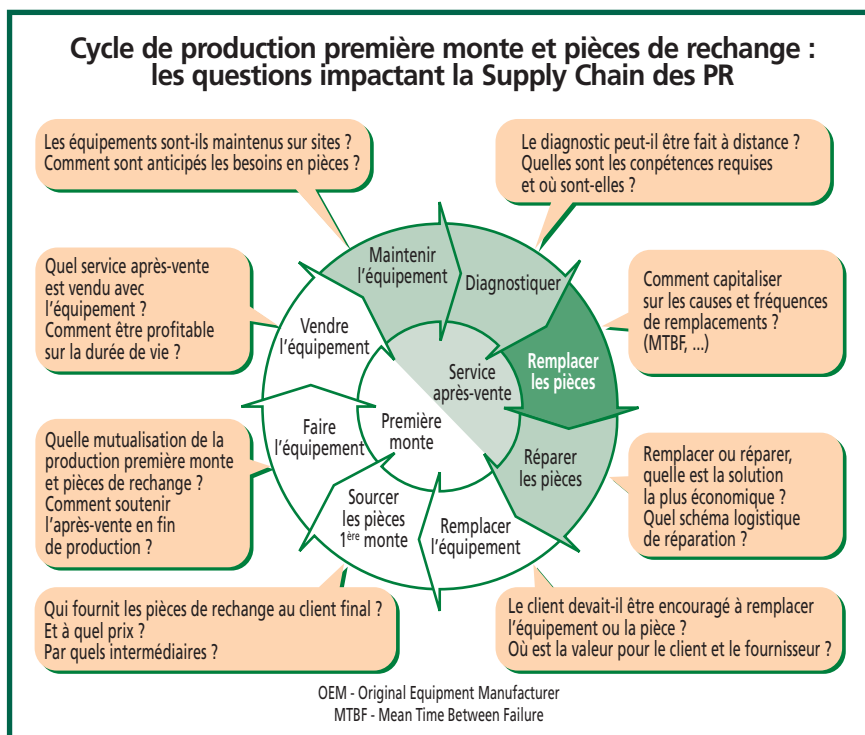 Cycle de production première monte et pièces de rechange :
les questions impactant la Supply Chain des PR
Les équipements sont-ils maintenus sur sites ?
Comment sont anticipés les besoins en pièces ?
Le diagnostic peut-il être fait à distance ?
Quelles sont les conpétences requises
et où sont-elles ?
Quel service après-vente
est vendu avec
l'équipement ?
Comment être profitable
sur la durée de vie ?
Maintenir
l'équipement
Diagnostiquer
Comment capitaliser
sur les causes et fréquences
de remplacements ?
(MTBF, ...)
Vendre
l'équipement
Service
après-vente
Remplacer
les pièces
Quelle mutualisation de la
production première monte
et pièces de rechange ?
Comment soutenir
l'après-vente en fin
de production ?
Faire
l'équipement
Première
monte
Réparer
les pièces
Remplacer ou réparer,
quelle est la solution
la plus économique ?
Quel schéma logistique
de réparation ?
Sourcer
les pièces
1ère monte
Remplacer
l'équipement
Qui fournit les pièces de rechange au client final ?
Et à quel prix ?
Par quels intermédiaires ?
Le client devait-il être encouragé à remplacer
l'équipement ou la pièce ?
Où est la valeur pour le client et le fournisseur ?
OEM - Original Equipment Manufacturer
MTBF - Mean Time Between Failure